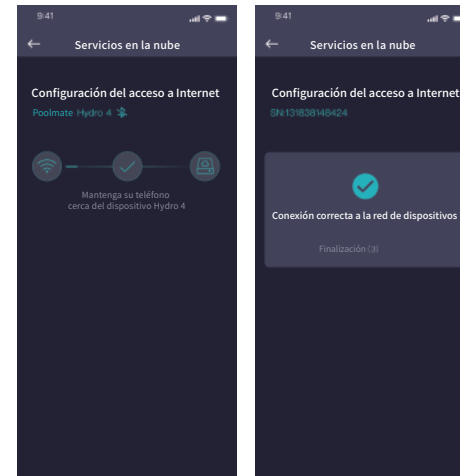 9:41
Servicios en la nube
Configuración del acceso a Internet
Poolmate Hydro 4
Mantenga su teléfono
cerca del dispositivo Hydro 4
9:41
Servicios en la nube
Configuración del acceso a Internet
SN:131838148424
Conexión correcta a la red de dispositivos
Finalización (3)